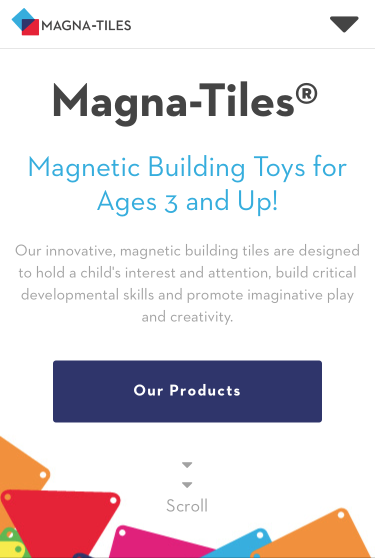 MAGNA-TILES
Magna-Tiles®
Magnetic Building Toys for
Ages 3 and Up!
Our innovative, magnetic building tiles are designed
to hold a child's interest and attention, build critical
developmental skills and promote imaginative play
and creativity.
Our Products
Scroll